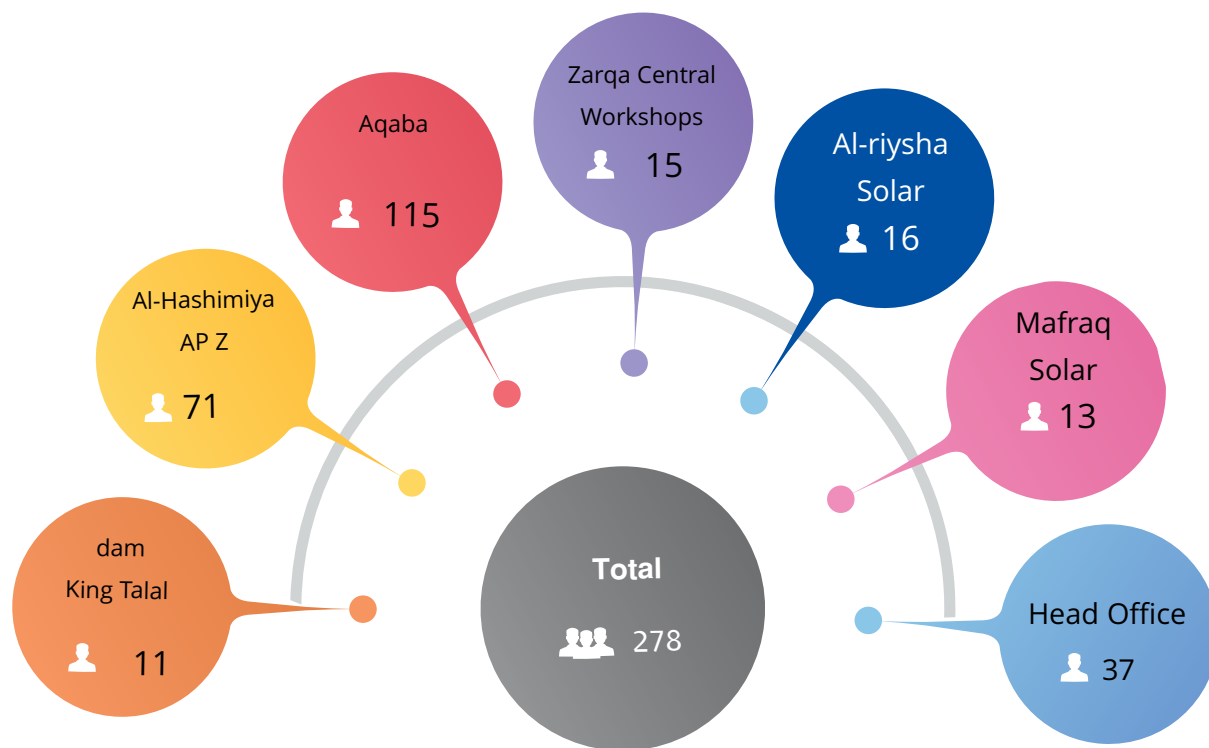 Zarqa Central
Workshops
15
Aqaba
115
Al-riysha
Solar
16
Al-Hashimiya
AP Z
71
Mafraq
Solar
13
dam
King Talal
11
Total
278
Head Office
37